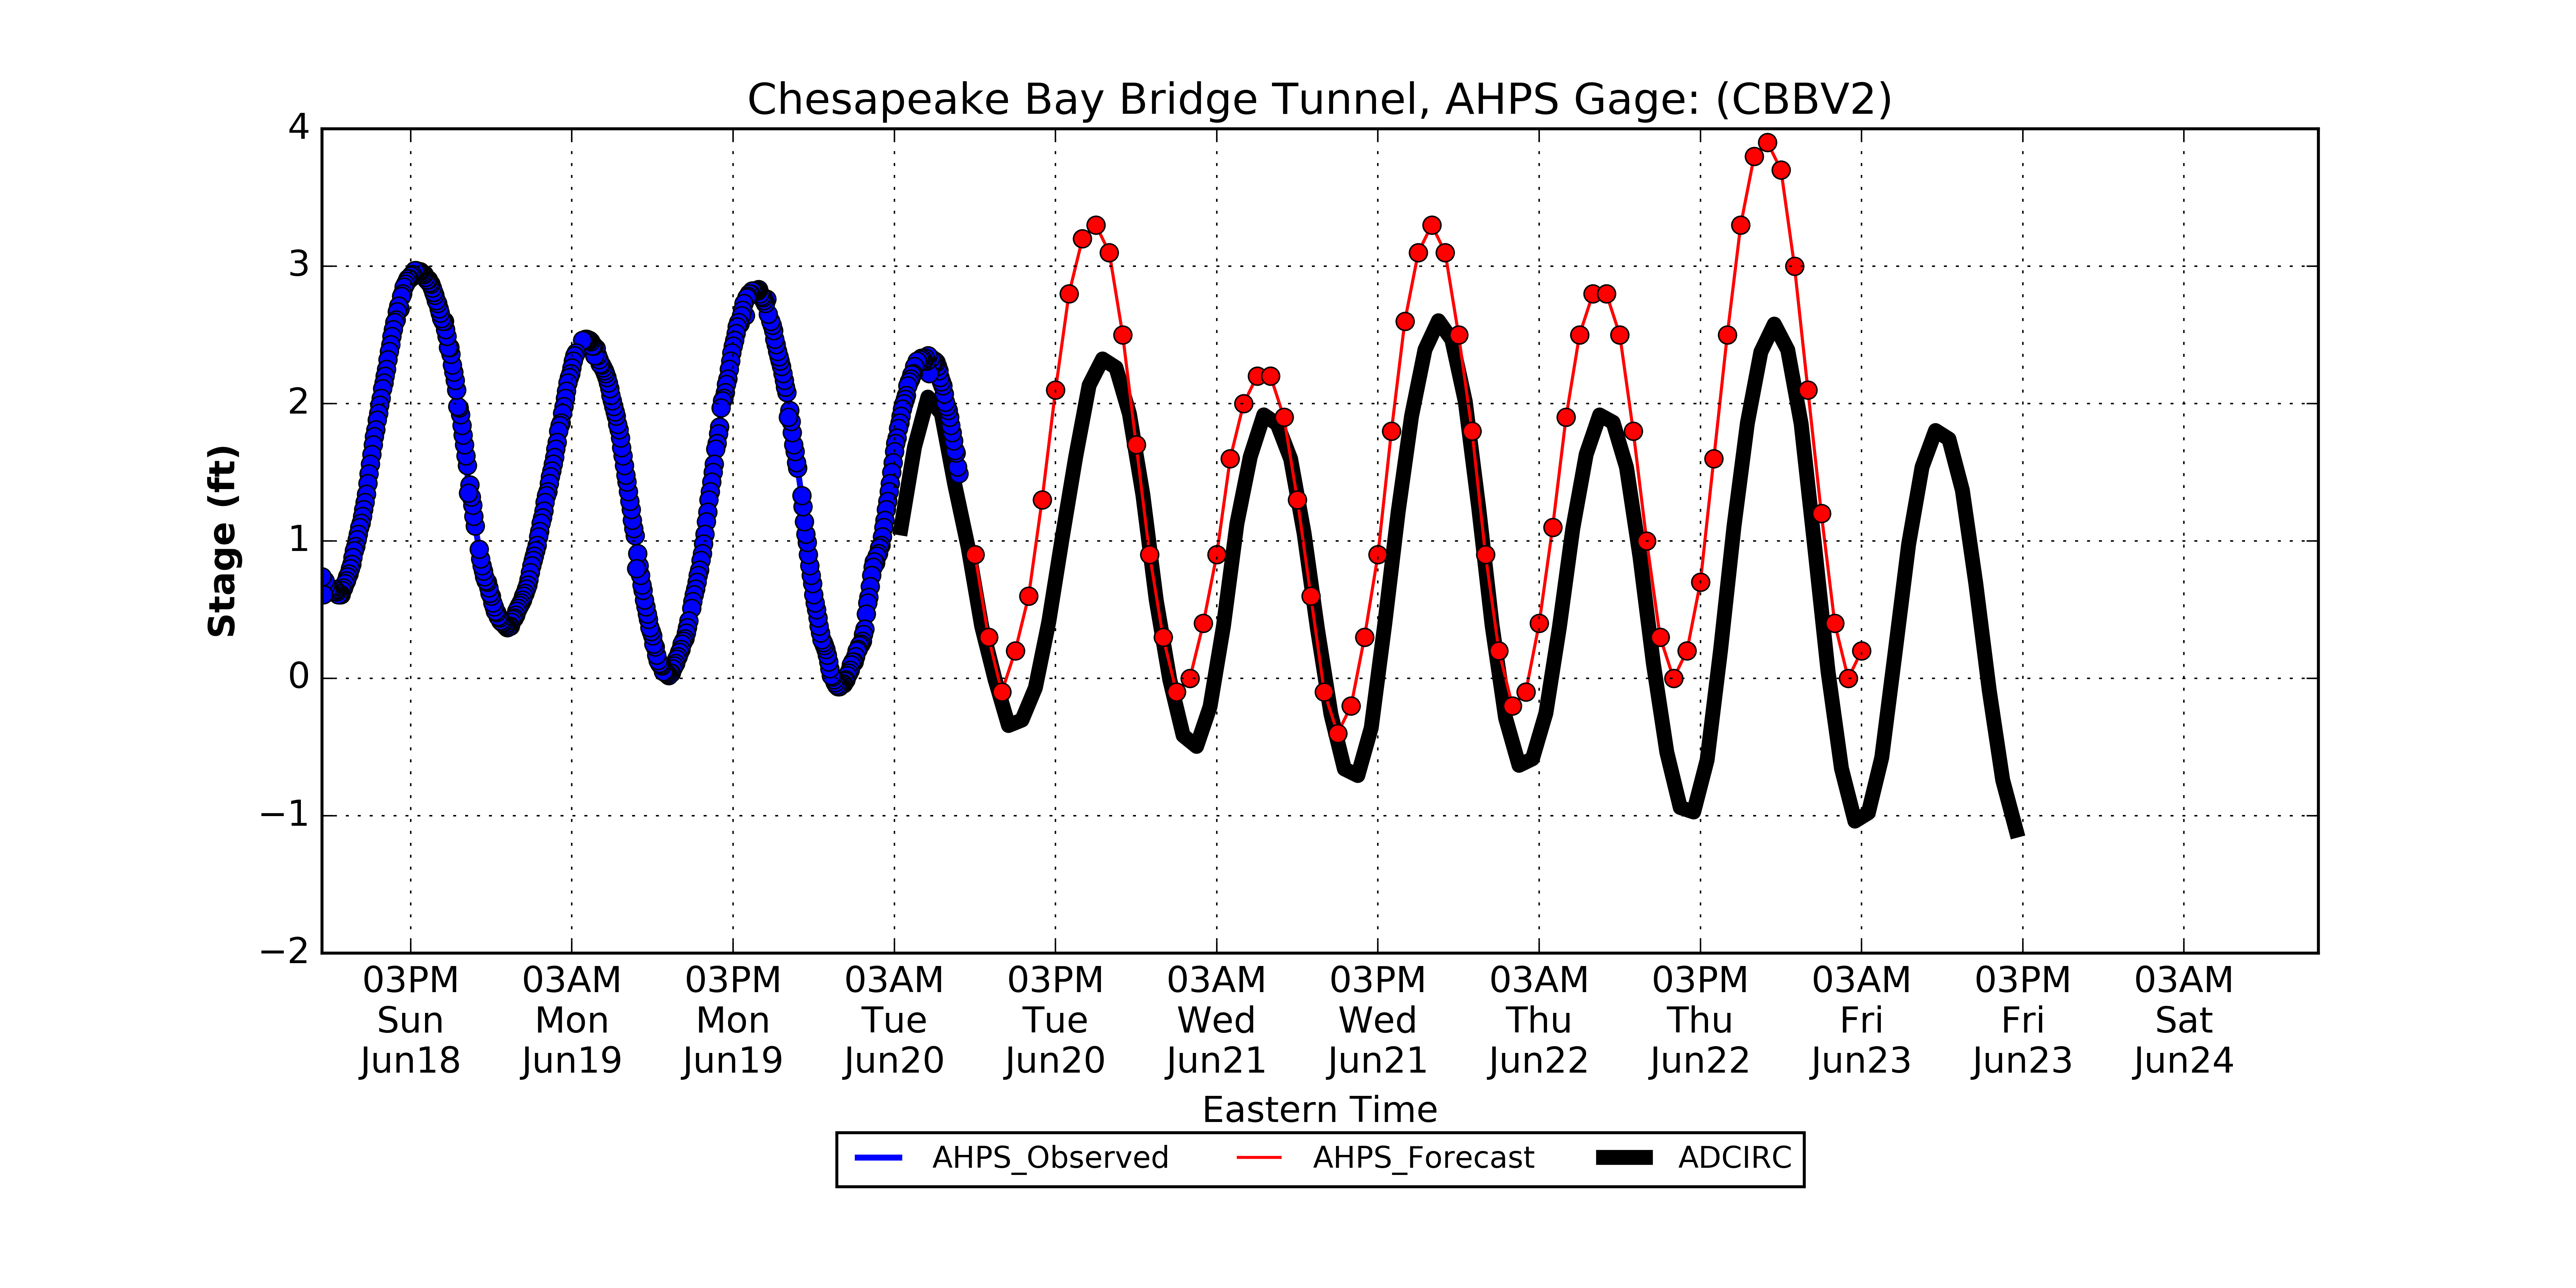 Chesapeake Bay Bridge Tunnel, AHPS Gage: (CBBV2)
4
3
2
1
0
−1
−2
Stage (ft)
03PM 03AM 03PM 03AM 03PM 03AM 03PM 03AM 03PM 03AM 03PM 03AM
Sun Mon Mon Tue Tue Wed Wed Thu Thu Fri Fri Sat
Jun18 Jun19 Jun19 Jun20 Jun20 Jun21 Jun21 Jun22 Jun22 Jun23 Jun23 Jun24
Eastern Time
AHPS_Observed AHPS_Forecast ADCIRC